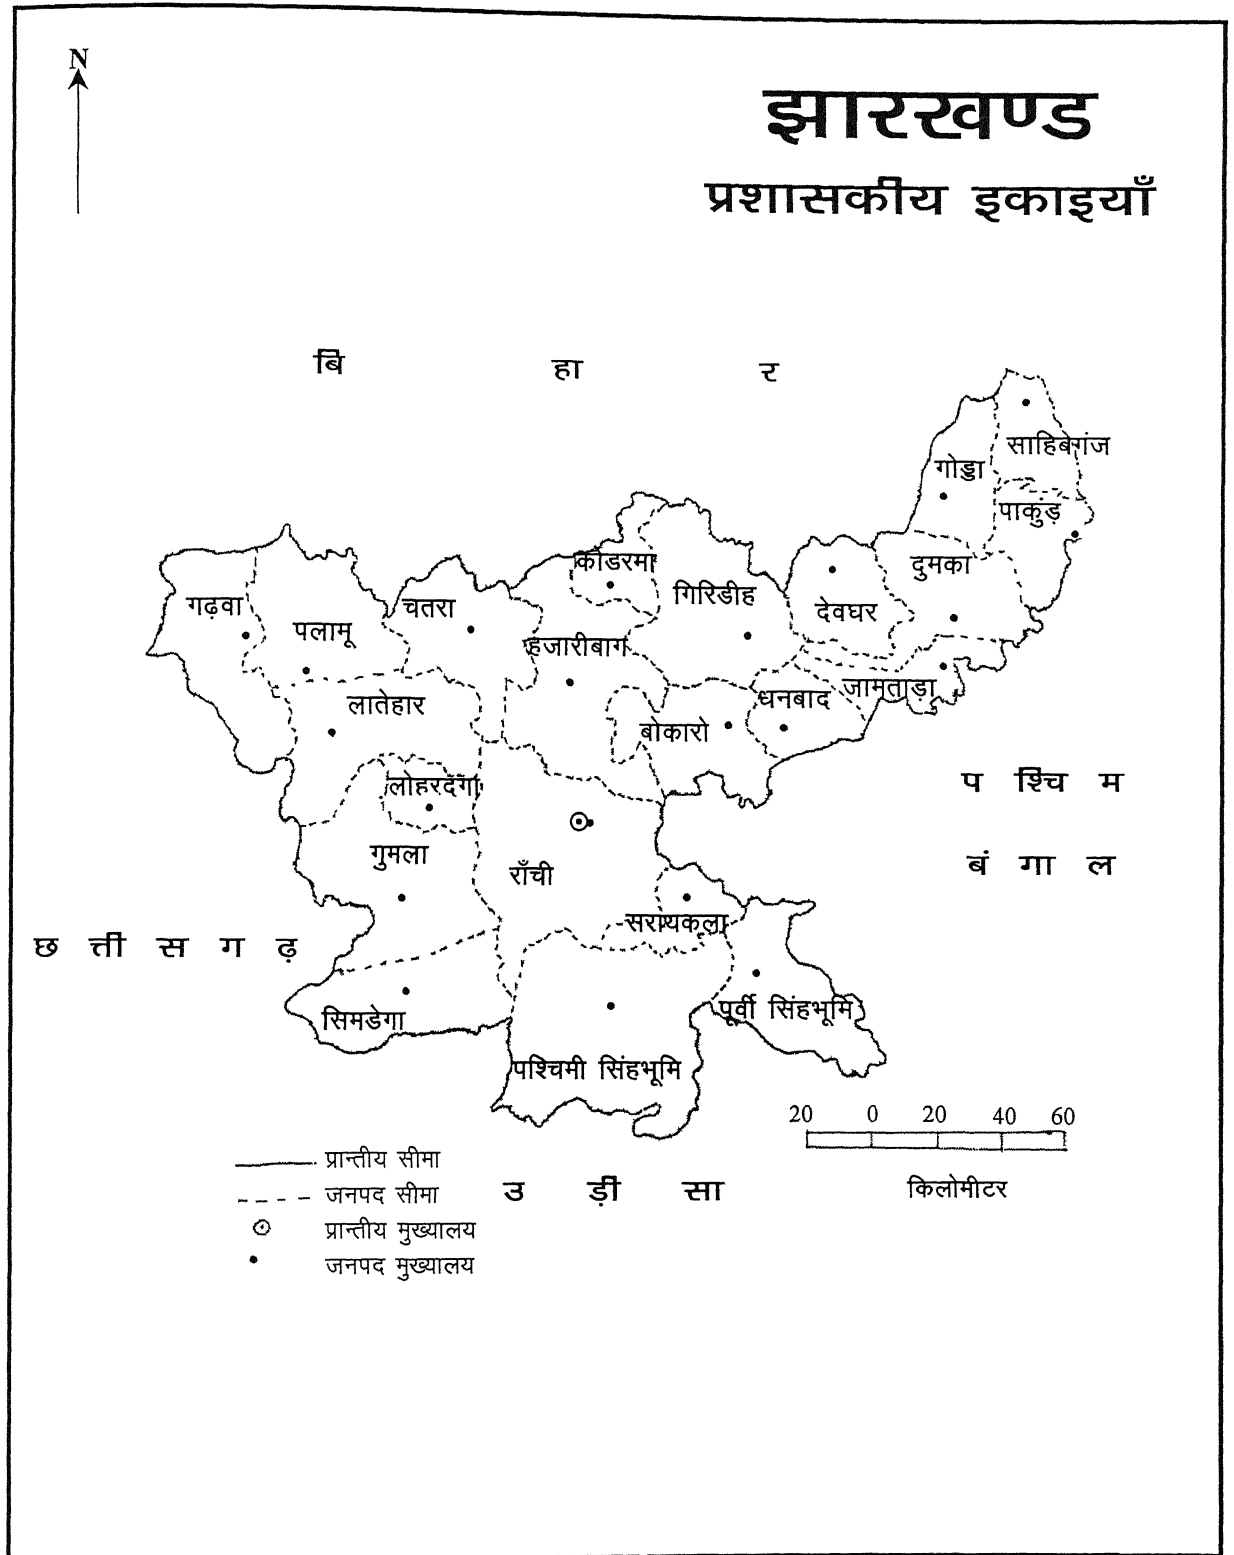 N
झारखण्ड
प्रशासकीय इकाइयाँ
बि हा र
साहिबगंज
गोड्डा
पाकुंड़
कोडरमा
दुमका
गिरिडीह
गढ़वा
चतरा
देवघर
पलामू
हजारीबाग
लातेहार
धनबाद
जामताड़ा
बोकारो
लोहरदगा
प श्चि म
गुमला
राँची
बं गा ल
सरायकला
छ त्ती स ग ढ़
सिमडेगा
पूर्वी सिंहभूमि
पश्चिमी सिंहभूमि
20 0 20 40 60
किलोमीटर
प्रान्तीय सीमा
जनपद सीमा
उ ड़ी सा
प्रान्तीय मुख्यालय
जनपद मुख्यालय